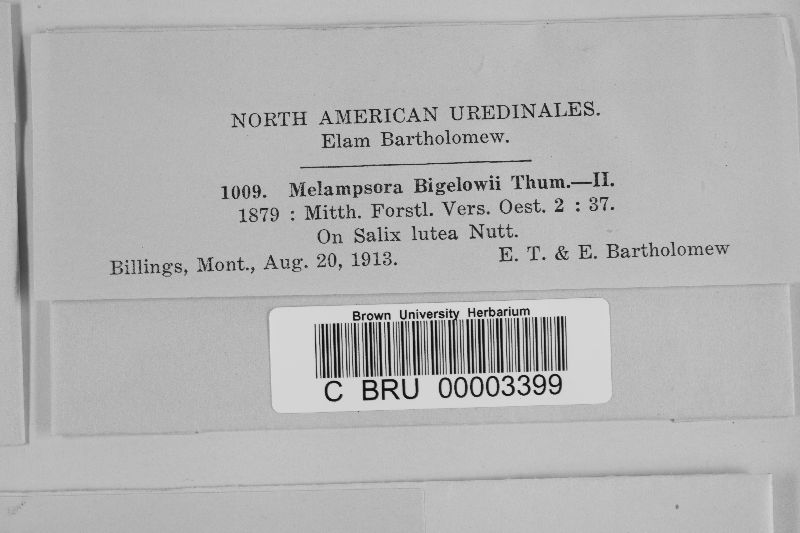 NORTH AMERICAN UREDINALES.
Elam Bartholomew.
1009. Melampsora Bigelowii Thum.—II.
1879 : Mitth. Forstl. Vers. Oest. 2 : 37.
On Salix lutea Nutt.
Billings, Mont., Aug. 20, 1913. E. T. & E. Bartholomew
Brown University Herbarium
C BRU 00003399